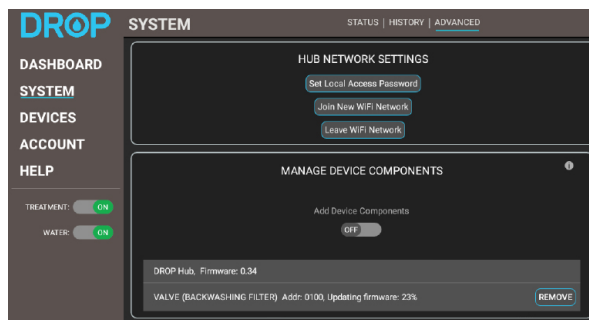 DROP
SYSTEM
STATUS | HISTORY | ADVANCED
DASHBOARD
SYSTEM
DEVICES
ACCOUNT
HELP
TREATMENT: ON
WATER: ON
HUB NETWORK SETTINGS
Set Local Access Password
Join New WiFi Network
Leave WiFi Network
MANAGE DEVICE COMPONENTS
Add Device Components
OFF
DROP Hub, Firmware: 0.34
VALVE (BACKWASHING FILTER) Addr: 0100, Updating firmware: 23% REMOVE